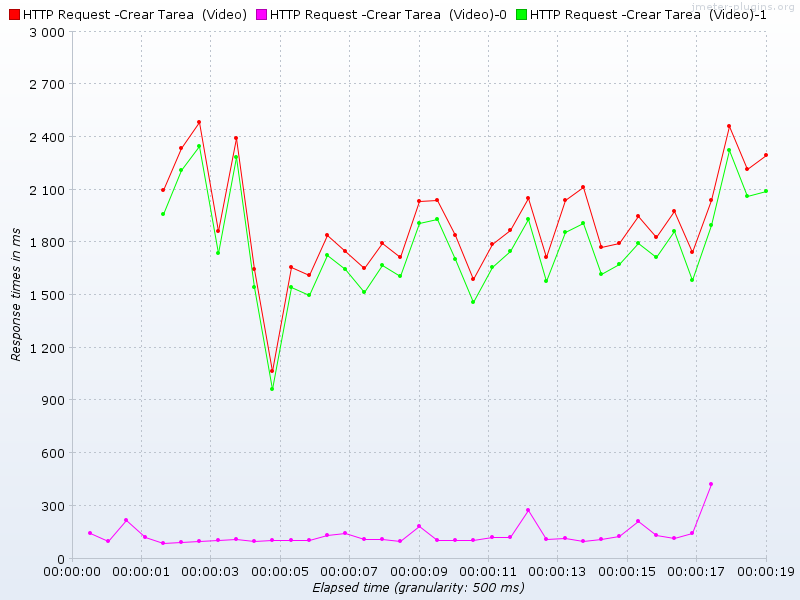 jmeter-plugins.org
HTTP Request -Crear Tarea (Video) HTTP Request -Crear Tarea (Video)-0 HTTP Request -Crear Tarea (Video)-1
3 000
2 700
2 400
2 100
1 800
1 500
1 200
900
600
300
0
Response times in ms
00:00:00 00:00:01 00:00:03 00:00:05 00:00:07 00:00:09 00:00:11 00:00:13 00:00:15 00:00:17 00:00:19
Elapsed time (granularity: 500 ms)